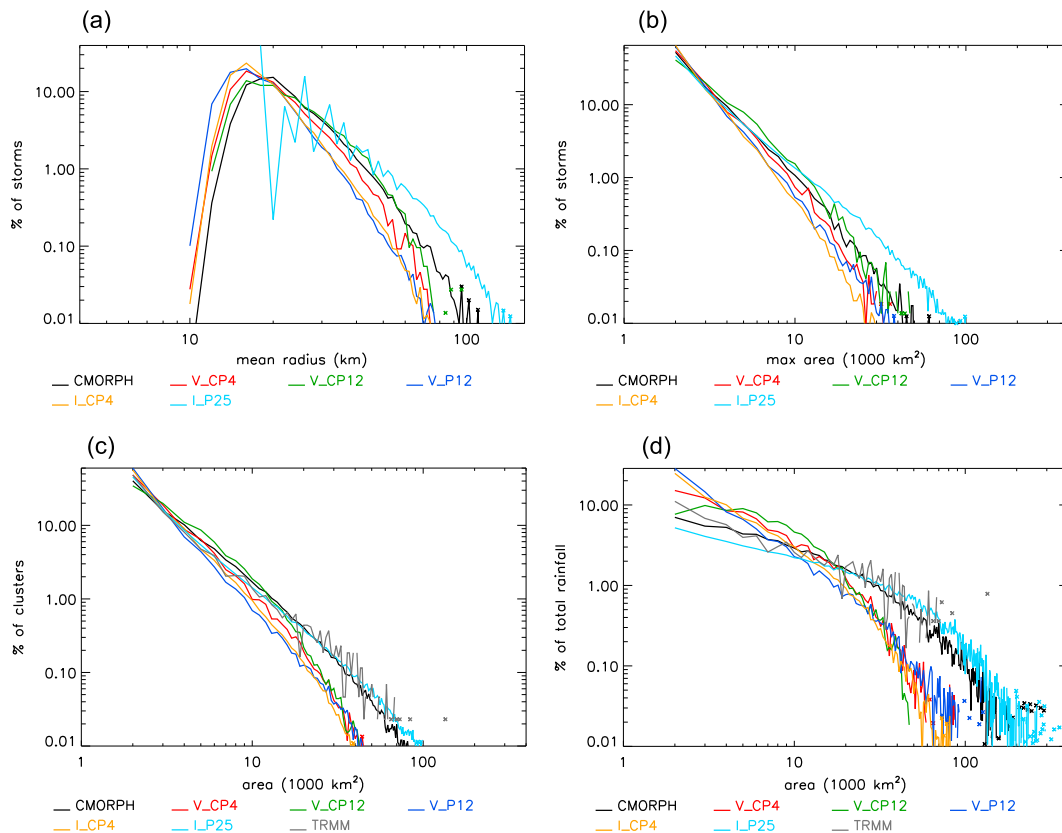 (a)
% of storms
10.00
1.00
0.10
0.01
10
100
mean radius (km)
CMORPH V_CP4 V_CP12 V_P12
I_CP4 I_P25
(b)
% of storms
10.00
1.00
0.10
0.01
1
10
100
max area (1000 km²)
CMORPH V_CP4 V_CP12 V_P12
I_CP4 I_P25
(c)
% of clusters
10.00
1.00
0.10
0.01
1
10
100
area (1000 km²)
CMORPH V_CP4 V_CP12 V_P12
I_CP4 I_P25 TRMM
(d)
% of total rainfall
10.00
1.00
0.10
0.01
1
10
100
area (1000 km²)
CMORPH V_CP4 V_CP12 V_P12
I_CP4 I_P25 TRMM